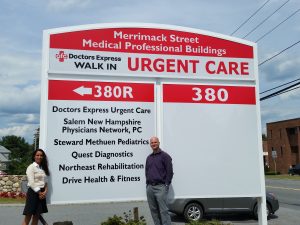 Merrimack Street
Medical Professional Buildings
Doctors Express
WALK IN URGENT CARE
380R 380
Doctors Express Urgent Care
Salem New Hampshire
Physicians Network, PC
Steward Methuen Pediatrics
Quest Diagnostics
Northeast Rehabilitation
Drive Health & Fitness